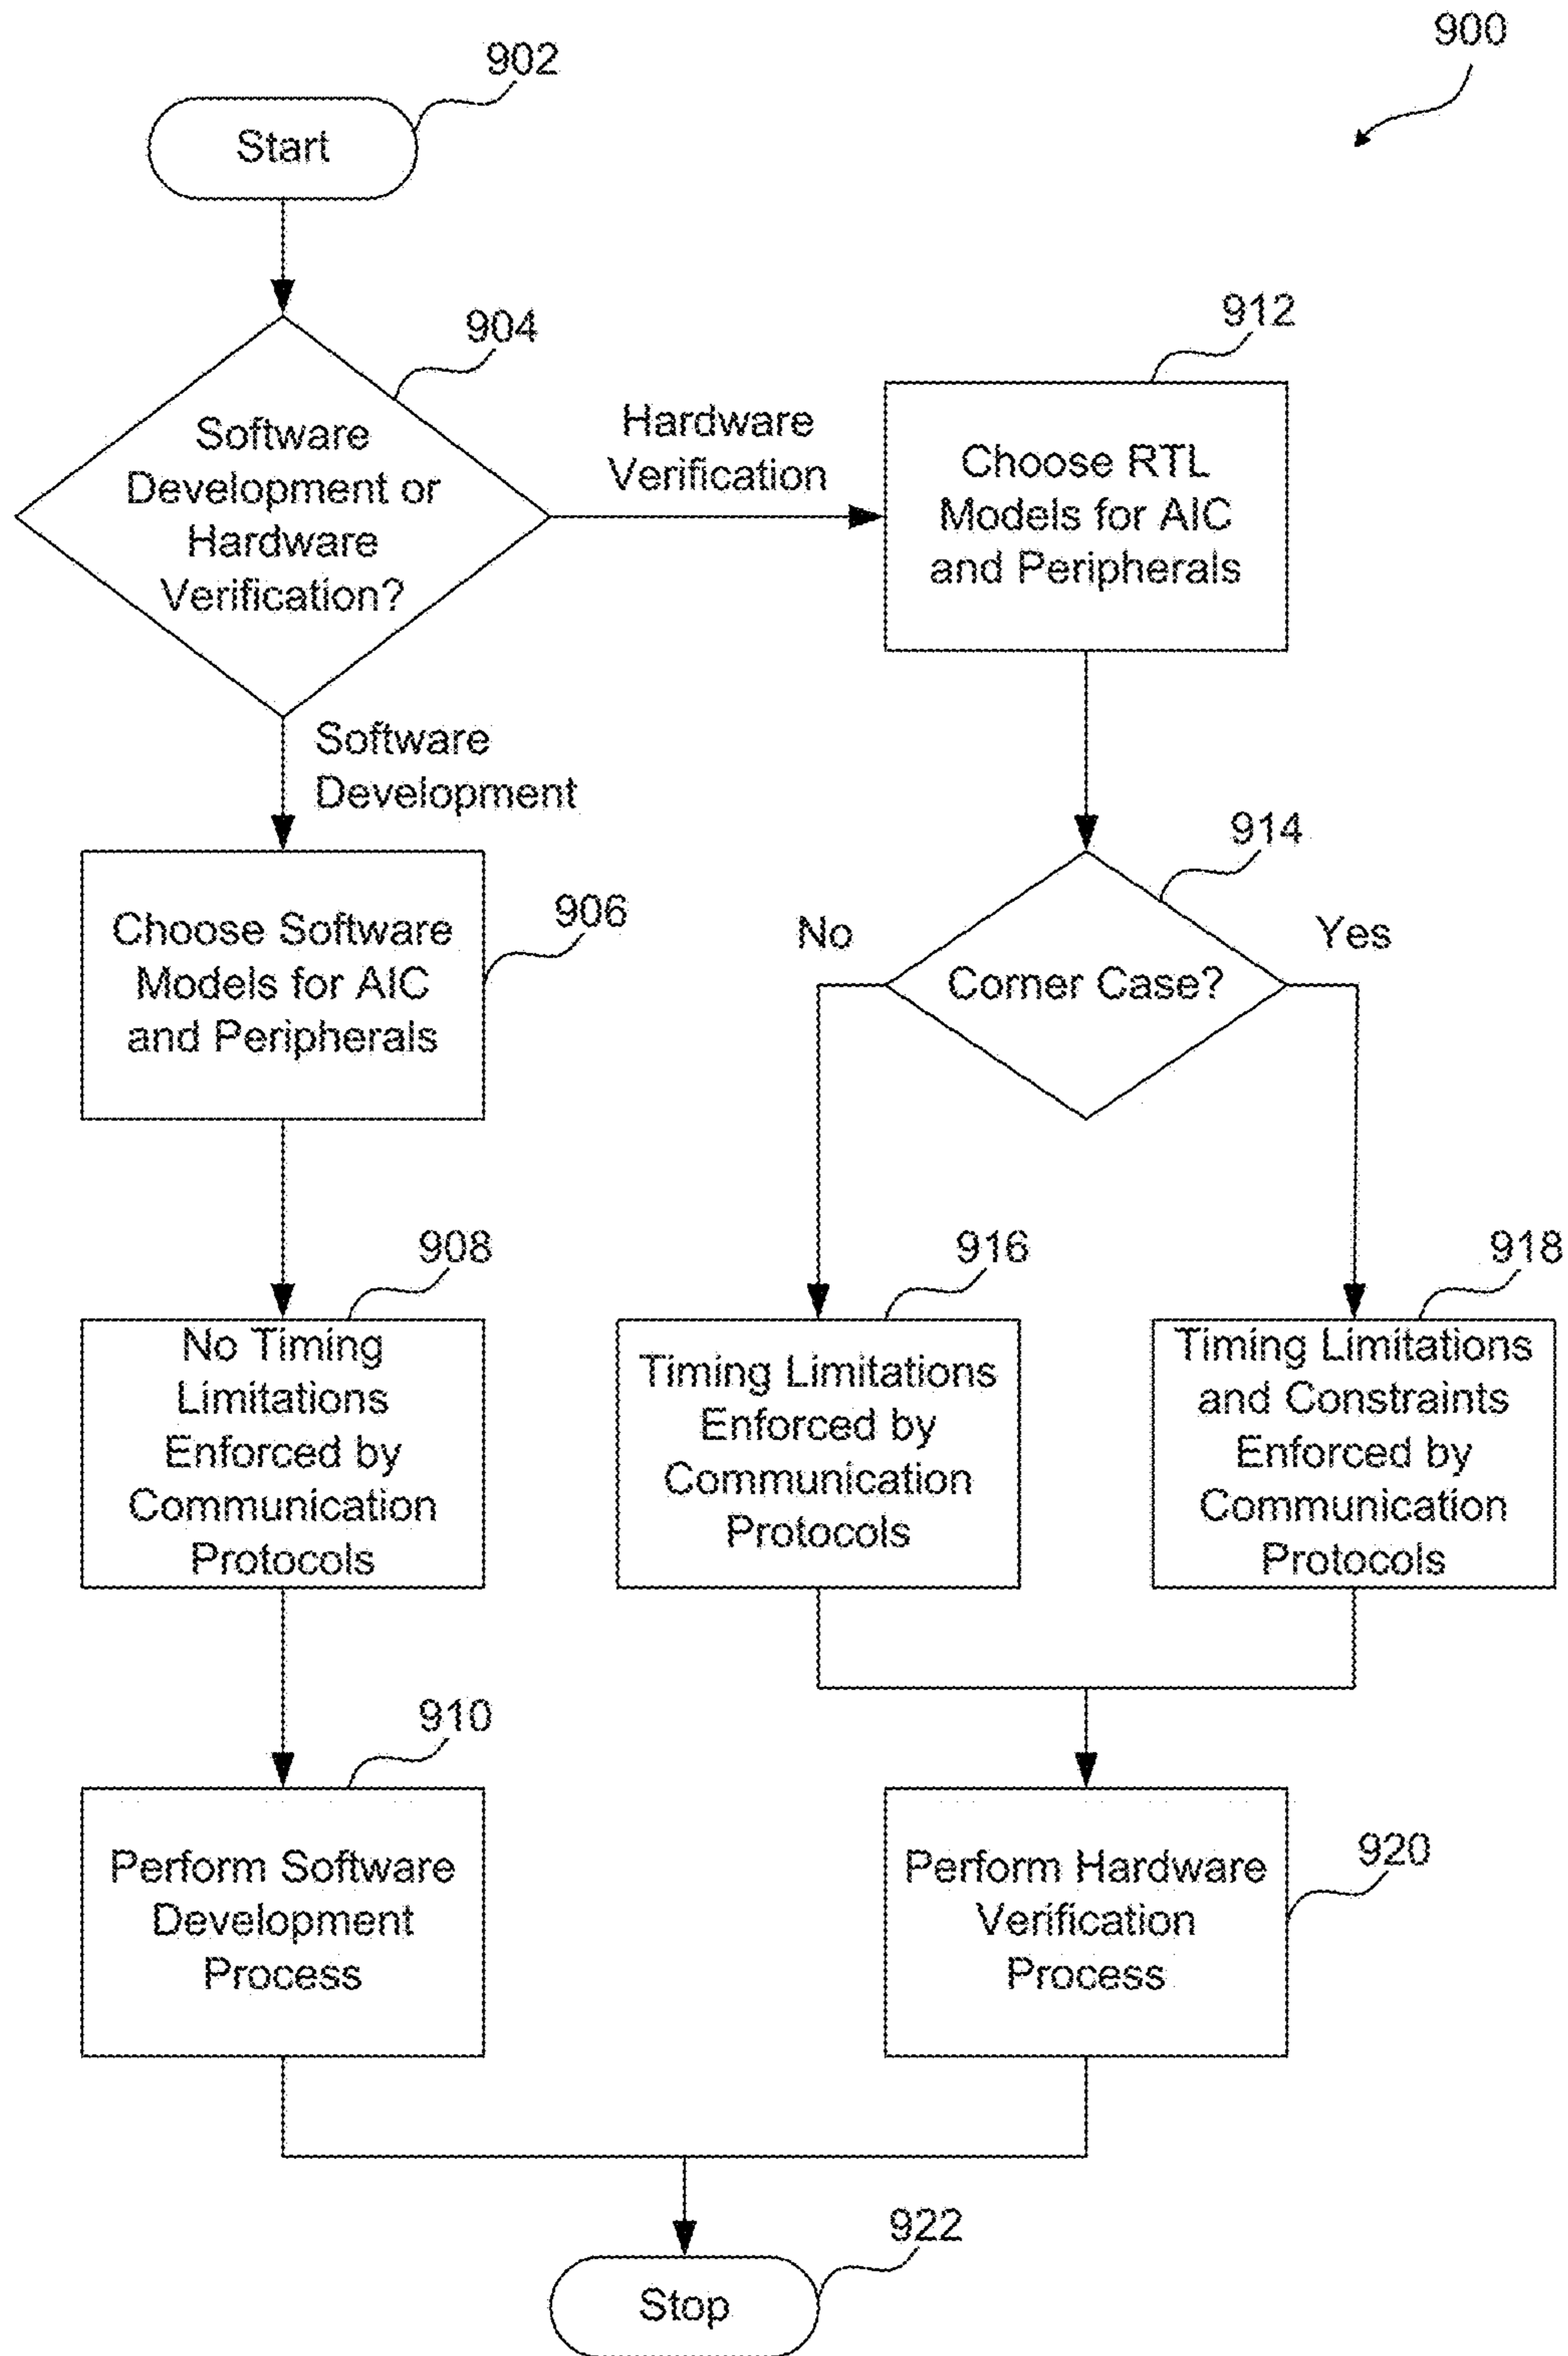 900
902
Start
904
Software
Development or
Hardware
Verification?
Hardware
Verification
912
Choose RTL
Models for AIC
and Peripherals
Software
Development
906
Choose Software
Models for AIC
and Peripherals
914
No
Corner Case?
Yes
908
No Timing
Limitations
Enforced by
Communication
Protocols
916
Timing Limitations
Enforced by
Communication
Protocols
918
Timing Limitations
and Constraints
Enforced by
Communication
Protocols
910
Perform Software
Development
Process
920
Perform Hardware
Verification
Process
922
Stop